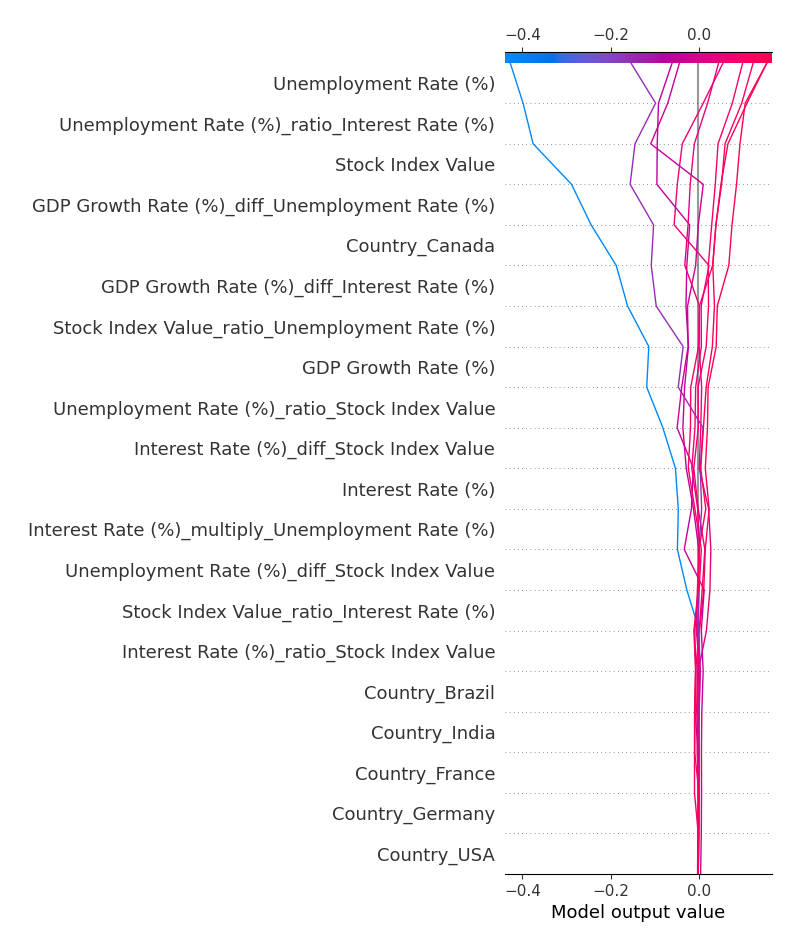 −0.4 −0.2 0.0
Unemployment Rate (%)
Unemployment Rate (%)_ratio_Interest Rate (%)
Stock Index Value
GDP Growth Rate (%)_diff_Unemployment Rate (%)
Country_Canada
GDP Growth Rate (%)_diff_Interest Rate (%)
Stock Index Value_ratio_Unemployment Rate (%)
GDP Growth Rate (%)
Unemployment Rate (%)_ratio_Stock Index Value
Interest Rate (%)_diff_Stock Index Value
Interest Rate (%)
Interest Rate (%)_multiply_Unemployment Rate (%)
Unemployment Rate (%)_diff_Stock Index Value
Stock Index Value_ratio_Interest Rate (%)
Interest Rate (%)_ratio_Stock Index Value
Country_Brazil
Country_India
Country_France
Country_Germany
Country_USA
−0.4 −0.2 0.0
Model output value